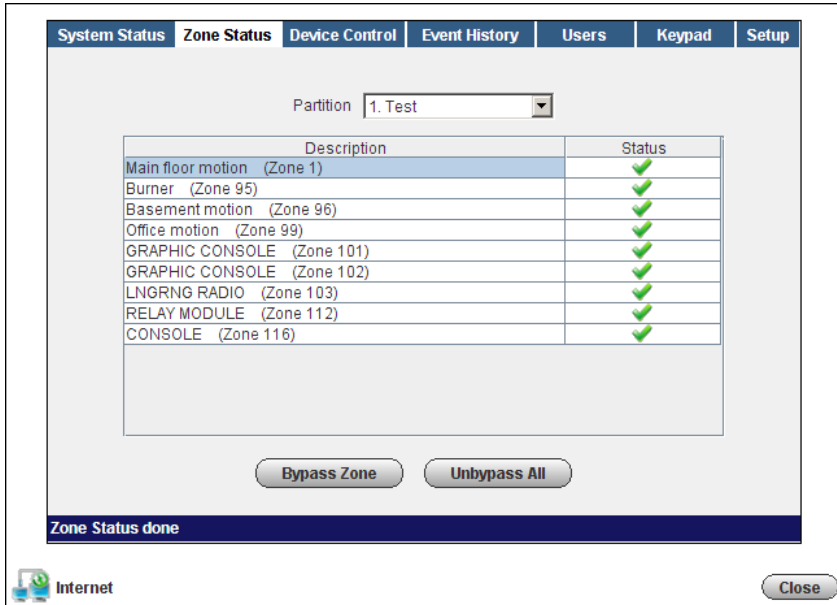 System Status Zone Status Device Control Event History Users Keypad Setup
Partition 1. Test
Description Status
Main floor motion (Zone 1)
Burner (Zone 95)
Basement motion (Zone 96)
Office motion (Zone 99)
GRAPHIC CONSOLE (Zone 101)
GRAPHIC CONSOLE (Zone 102)
LNGRNG RADIO (Zone 103)
RELAY MODULE (Zone 112)
CONSOLE (Zone 116)
Bypass Zone Unbypass All
Zone Status done
Internet Close